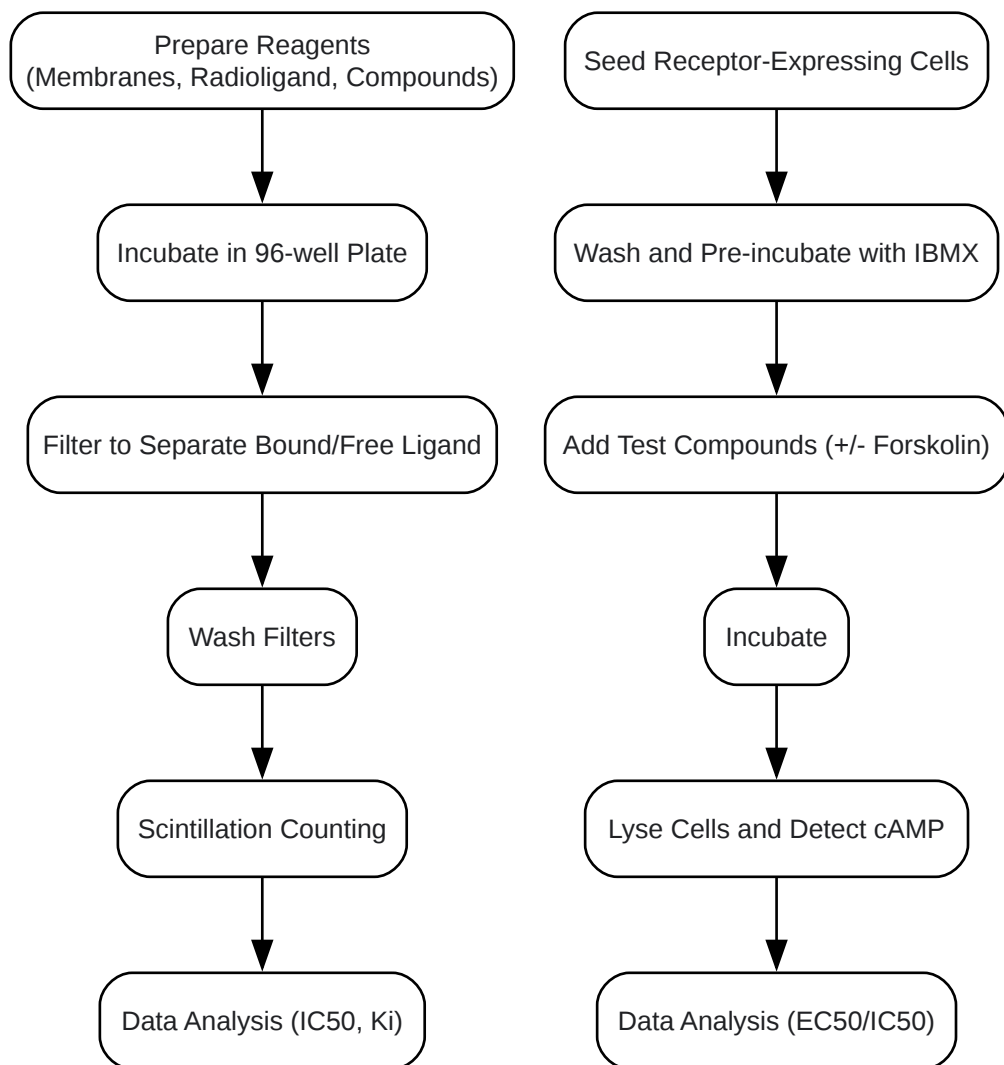 Prepare Reagents
(Membranes, Radioligand, Compounds)
Incubate in 96-well Plate
Filter to Separate Bound/Free Ligand
Wash Filters
Scintillation Counting
Data Analysis (IC50, Ki)
Seed Receptor-Expressing Cells
Wash and Pre-incubate with IBMX
Add Test Compounds (+/- Forskolin)
Incubate
Lyse Cells and Detect cAMP
Data Analysis (EC50/IC50)